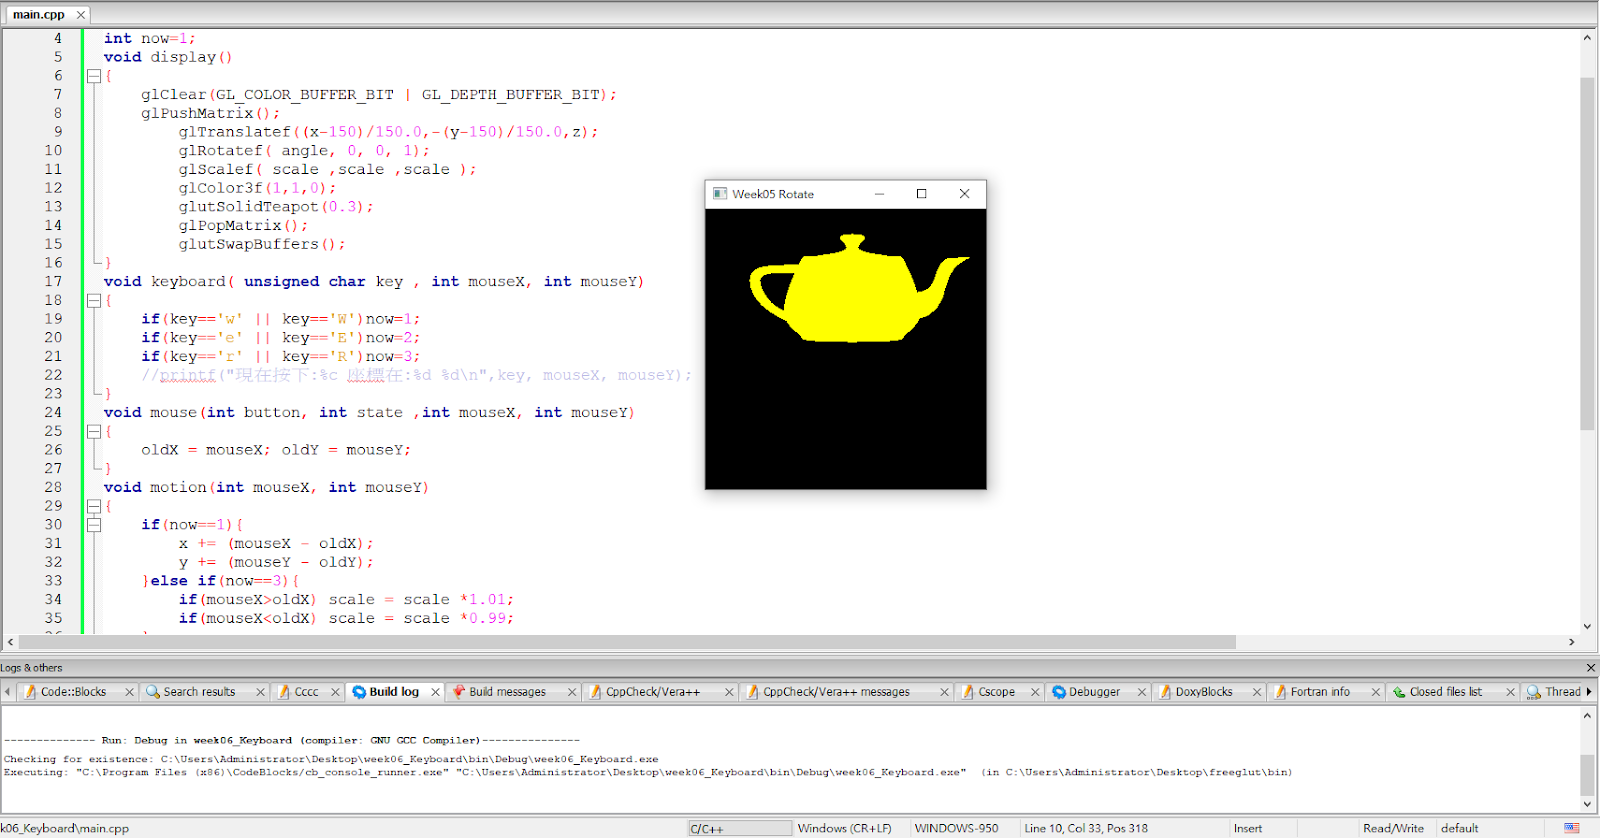 main.cpp
4 int now=1;
5 void display()
6 {
7 glClear(GL_COLOR_BUFFER_BIT | GL_DEPTH_BUFFER_BIT);
8 glPushMatrix();
9 glTranslatef((x-150)/150.0,-(y-150)/150.0,z);
10 glRotatef( angle, 0, 0, 1);
11 glScalef( scale ,scale ,scale );
12 glColor3f(1,1,0);
13 glutSolidTeapot(0.3);
14 glPopMatrix();
15 glutSwapBuffers();
16 }
17 void keyboard( unsigned char key , int mouseX, int mouseY)
18 {
19 if(key=='w' || key=='W')now=1;
20 if(key=='e' || key=='E')now=2;
21 if(key=='r' || key=='R')now=3;
22 //printf("現在按下:%c 座標在:%d %d\n",key, mouseX, mouseY);
23 }
24 void mouse(int button, int state ,int mouseX, int mouseY)
25 {
26 oldX = mouseX; oldY = mouseY;
27 }
28 void motion(int mouseX, int mouseY)
29 {
30 if(now==1){
31 x += (mouseX - oldX);
32 y += (mouseY - oldY);
33 }else if(now==3){
34 if(mouseX>oldX) scale = scale *1.01;
35 if(mouseX<oldX) scale = scale *0.99;
Week05 Rotate
Logs & others
Code::Blocks Search results Cccc Build log Build messages CppCheck/Vera++ CppCheck/Vera++ messages Cscope Debugger DoxyBlocks Fortran info Closed files list Thread
-------------- Run: Debug in week06_Keyboard (compiler: GNU GCC Compiler)---------------
Checking for existence: C:\Users\Administrator\Desktop\week06_Keyboard\bin\Debug\week06_Keyboard.exe
Executing: "C:\Program Files (x86)\CodeBlocks/cb_console_runner.exe" "C:\Users\Administrator\Desktop\week06_Keyboard\bin\Debug\week06_Keyboard.exe"  (in C:\Users\Administrator\Desktop\freeglut\bin)
k06_Keyboard\main.cpp C/C++ Windows (CR+LF) WINDOWS-950 Line 10, Col 33, Pos 318 Insert Read/Write default